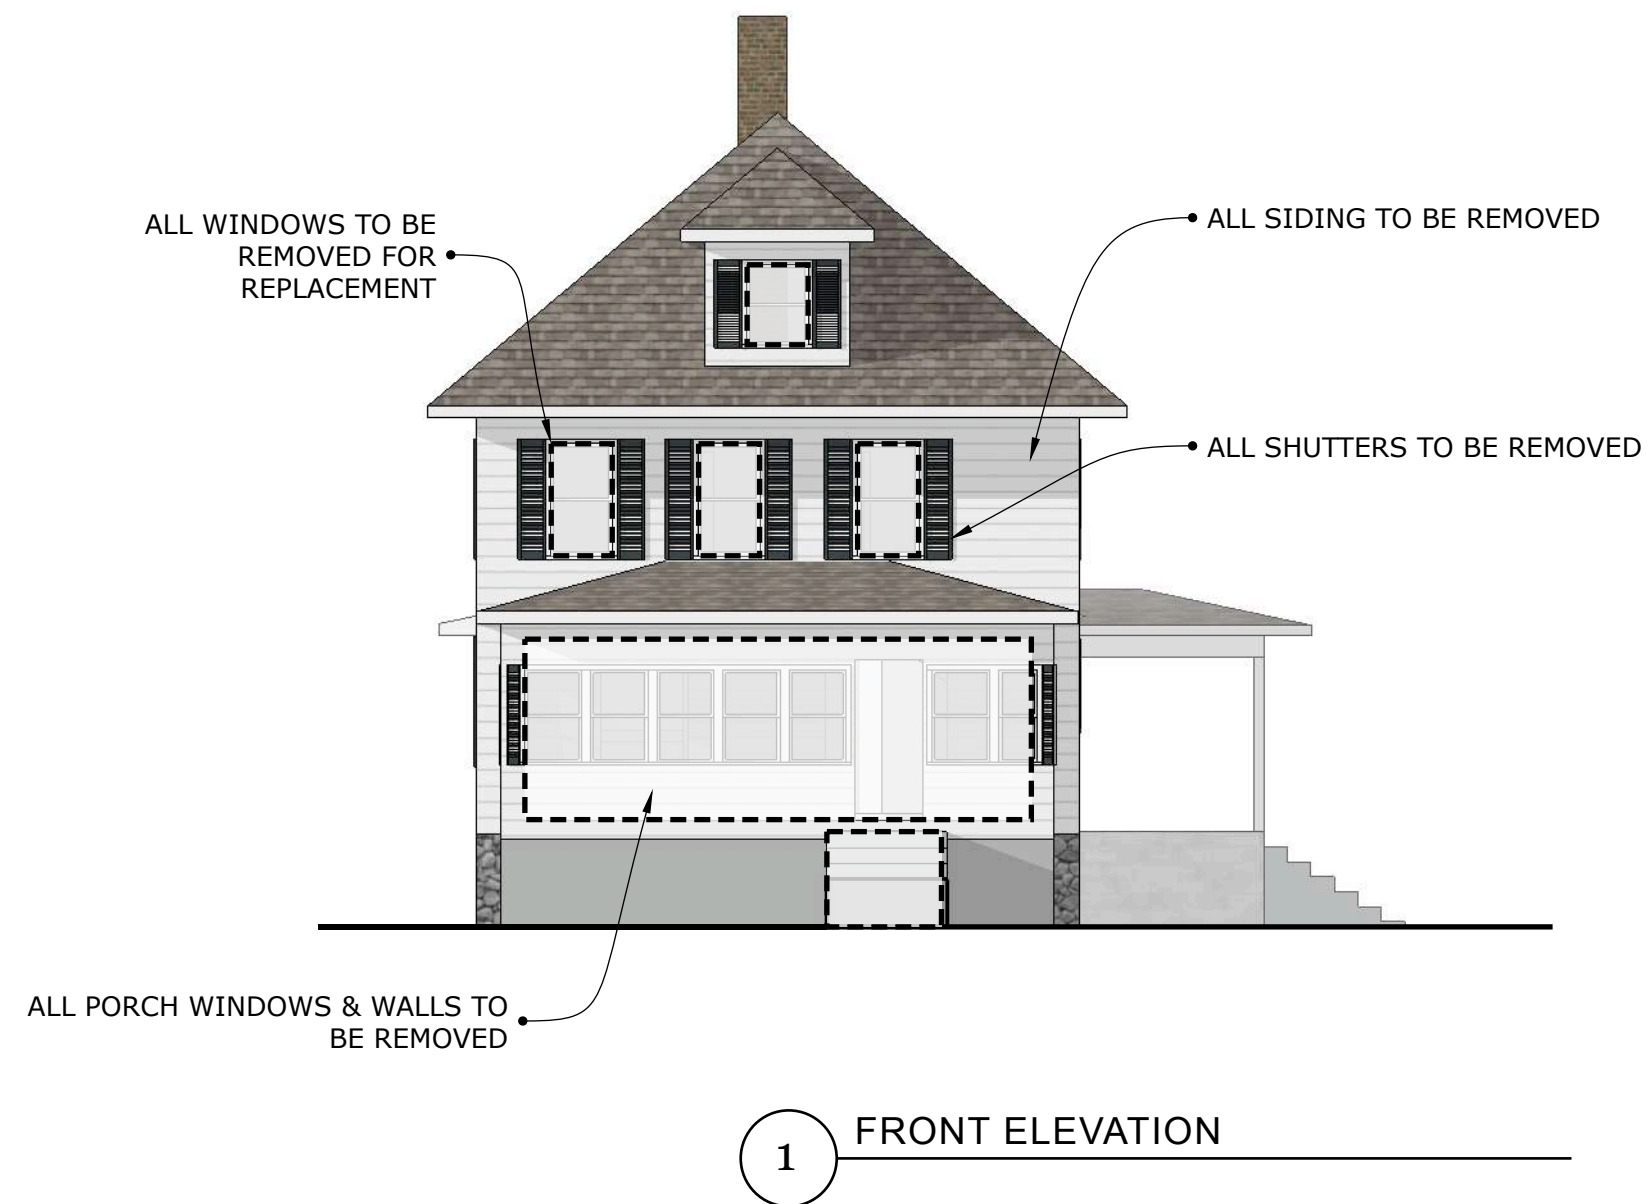 ALL WINDOWS TO BE
REMOVED FOR
REPLACEMENT
ALL SIDING TO BE REMOVED
ALL SHUTTERS TO BE REMOVED
ALL PORCH WINDOWS & WALLS TO
BE REMOVED
1
FRONT ELEVATION